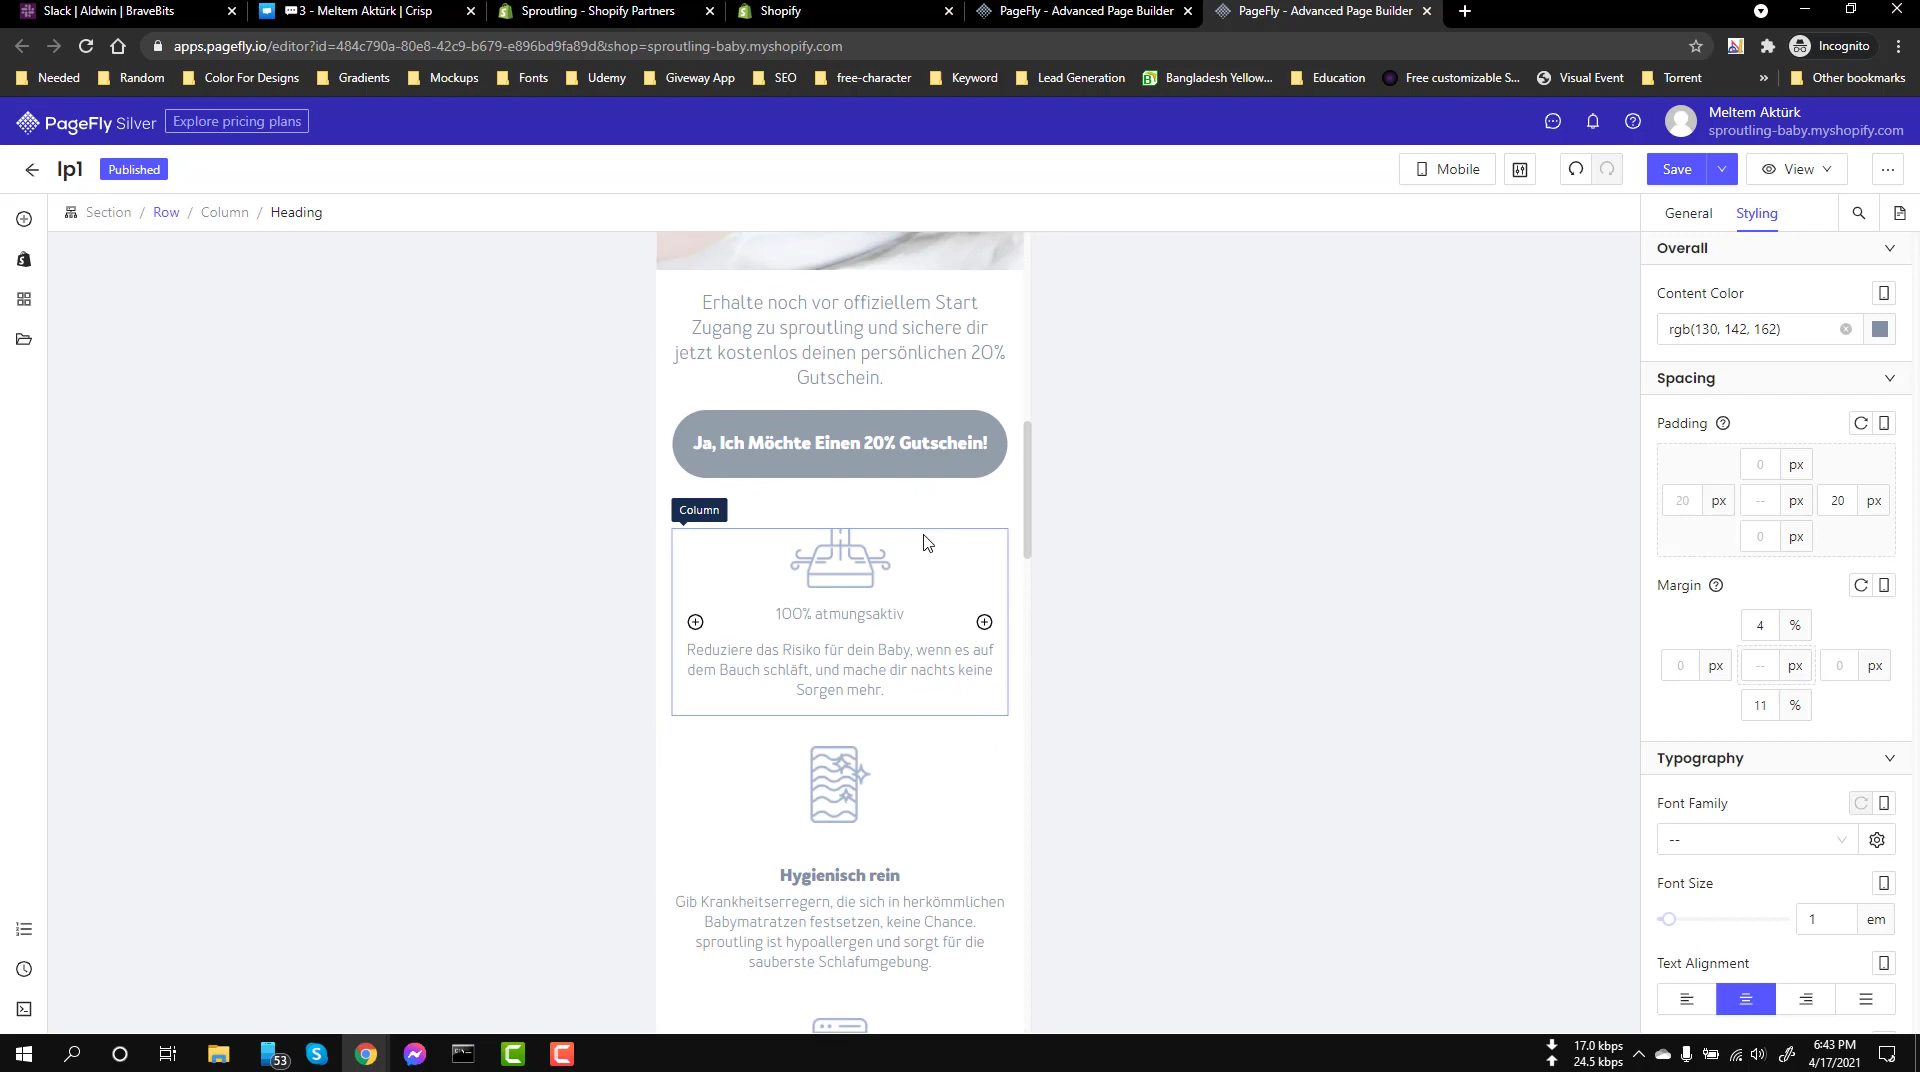 Slack | Aldwin | BraveBits
3 - Meltem Aktürk | Crisp
Sproutling - Shopify Partners
Shopify
PageFly - Advanced Page Builder
PageFly - Advanced Page Builder
apps.pagefly.io/editor?id=484c790a-80e8-42c9-b679-e896bd9fa89d&shop=sproutling-baby.myshopify.com
Incognito
Needed
Random
Color For Designs
Gradients
Mockups
Fonts
Udemy
Giveway App
SEO
free-character
Keyword
Lead Generation
Bangladesh Yellow...
Education
Free customizable S...
Visual Event
Torrent
»
Other bookmarks
PageFly Silver
Explore pricing plans
Meltem Aktürk
sproutling-baby.myshopify.com
lp1
Published
Mobile
Save
View
Section / Row / Column / Heading
General
Styling
Overall
Content Color
rgb(130, 142, 162)
Spacing
Padding
0 px
20 px
-- px
20 px
0 px
Margin
4 %
0 px
-- px
0 px
11 %
Typography
Font Family
--
Font Size
1 em
Text Alignment
Erhalte noch vor offiziellem Start
Zugang zu sproutling und sichere dir
jetzt kostenlos deinen persönlichen 20%
Gutschein.
Ja, Ich Möchte Einen 20% Gutschein!
Column
100% atmungsaktiv
Reduziere das Risiko für dein Baby, wenn es auf
dem Bauch schläft, und mache dir nachts keine
Sorgen mehr.
Hygienisch rein
Gib Krankheitserregern, die sich in herkömmlichen
Babymatratzen festsetzen, keine Chance.
sproutling ist hypoallergen und sorgt für die
sauberste Schlafumgebung.
53
17.0 kbps
24.5 kbps
6:43 PM
4/17/2021